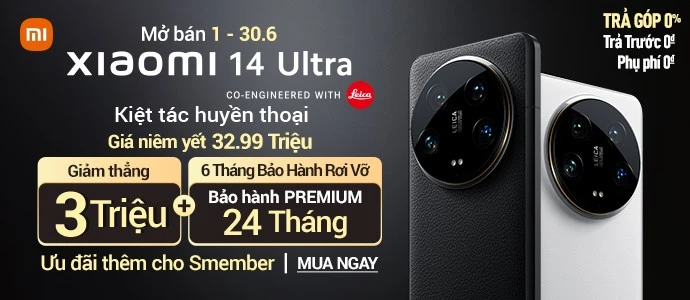 mi
Mở bán 1 - 30.6
xiaomi 14 Ultra
CO-ENGINEERED WITH Leica
Kiệt tác huyền thoại
Giá niêm yết 32.99 Triệu
Giảm thẳng
3 Triệu
+
6 Tháng Bảo Hành Rơi Vỡ
Bảo hành PREMIUM
24 Tháng
Ưu đãi thêm cho Smember | MUA NGAY
TRẢ GÓP 0%
Trả Trước 0đ
Phụ phí 0đ
LEICA
LEICA